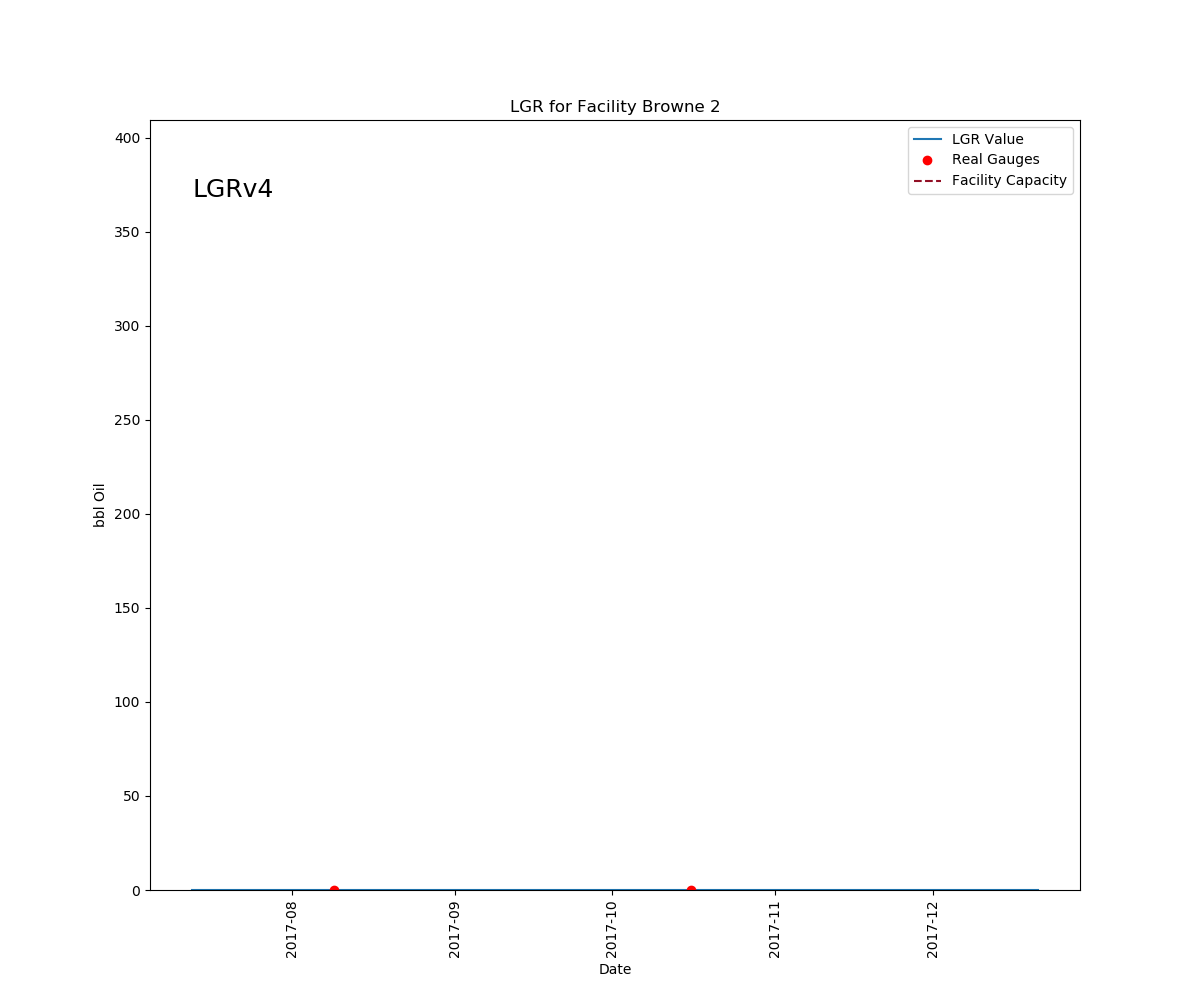 LGR for Facility Browne 2
LGR Value
Real Gauges
Facility Capacity
LGRv4
400
350
300
250
200
150
100
50
0
bbl Oil
2017-08
2017-09
2017-10
2017-11
2017-12
Date